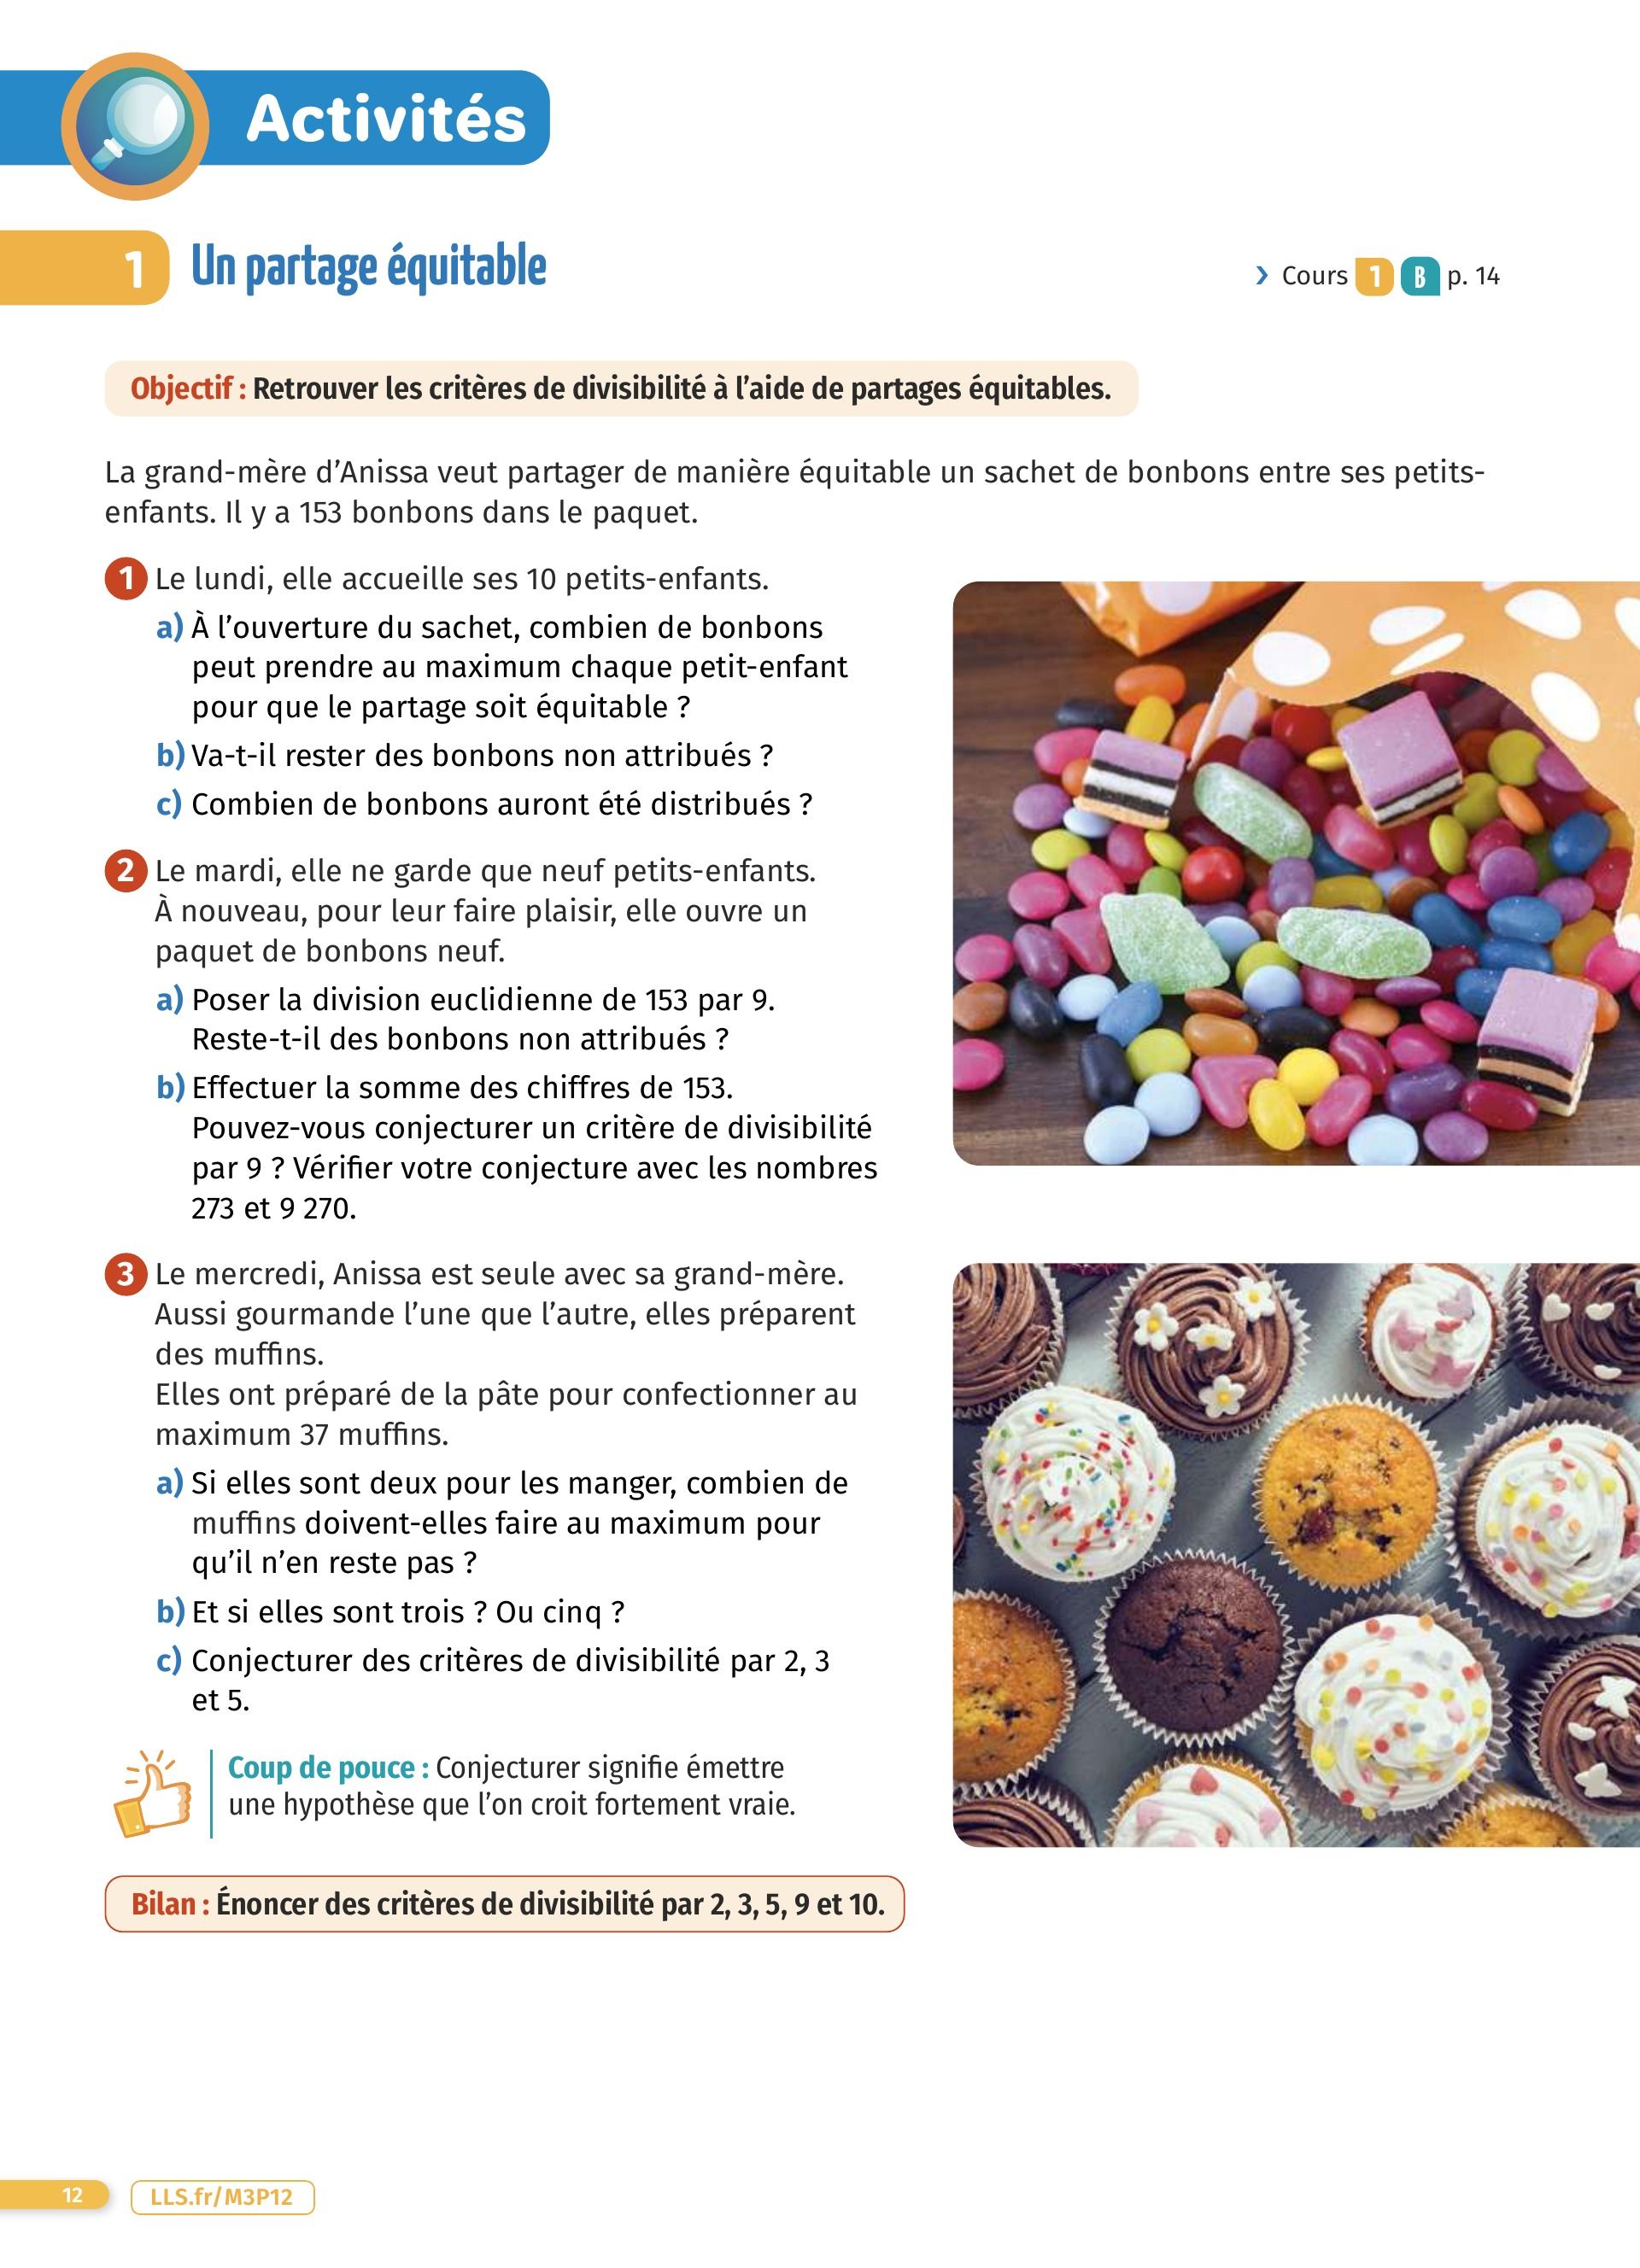 Activités
1 Un partage équitable
› Cours 1 B p. 14
Objectif : Retrouver les critères de divisibilité à l’aide de partages équitables.
La grand-mère d’Anissa veut partager de manière équitable un sachet de bonbons entre ses petits-
enfants. Il y a 153 bonbons dans le paquet.
1 Le lundi, elle accueille ses 10 petits-enfants.
a) À l’ouverture du sachet, combien de bonbons
peut prendre au maximum chaque petit-enfant
pour que le partage soit équitable ?
b) Va-t-il rester des bonbons non attribués ?
c) Combien de bonbons auront été distribués ?
2 Le mardi, elle ne garde que neuf petits-enfants.
À nouveau, pour leur faire plaisir, elle ouvre un
paquet de bonbons neuf.
a) Poser la division euclidienne de 153 par 9.
Reste-t-il des bonbons non attribués ?
b) Effectuer la somme des chiffres de 153.
Pouvez-vous conjecturer un critère de divisibilité
par 9 ? Vérifier votre conjecture avec les nombres
273 et 9 270.
3 Le mercredi, Anissa est seule avec sa grand-mère.
Aussi gourmande l’une que l’autre, elles préparent
des muffins.
Elles ont préparé de la pâte pour confectionner au
maximum 37 muffins.
a) Si elles sont deux pour les manger, combien de
muffins doivent-elles faire au maximum pour
qu’il n’en reste pas ?
b) Et si elles sont trois ? Ou cinq ?
c) Conjecturer des critères de divisibilité par 2, 3
et 5.
Coup de pouce : Conjecturer signifie émettre
une hypothèse que l’on croit fortement vraie.
Bilan : Énoncer des critères de divisibilité par 2, 3, 5, 9 et 10.
12 LLS.fr/M3P12